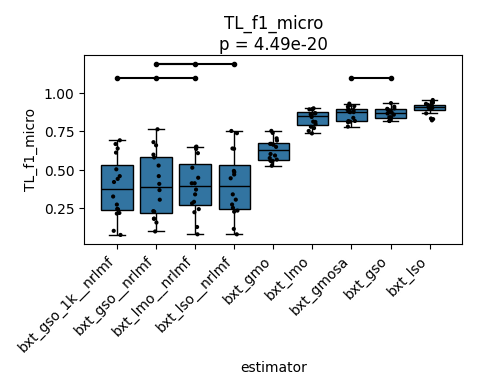 TL_f1_micro
p = 4.49e-20
TL_f1_micro
1.00
0.75
0.50
0.25
bxt_gso_1k__nrlmf
bxt_gso__nrlmf
bxt_lmo__nrlmf
bxt_lso__nrlmf
bxt_gmo
bxt_lmo
bxt_gmosa
bxt_gso
bxt_lso
estimator